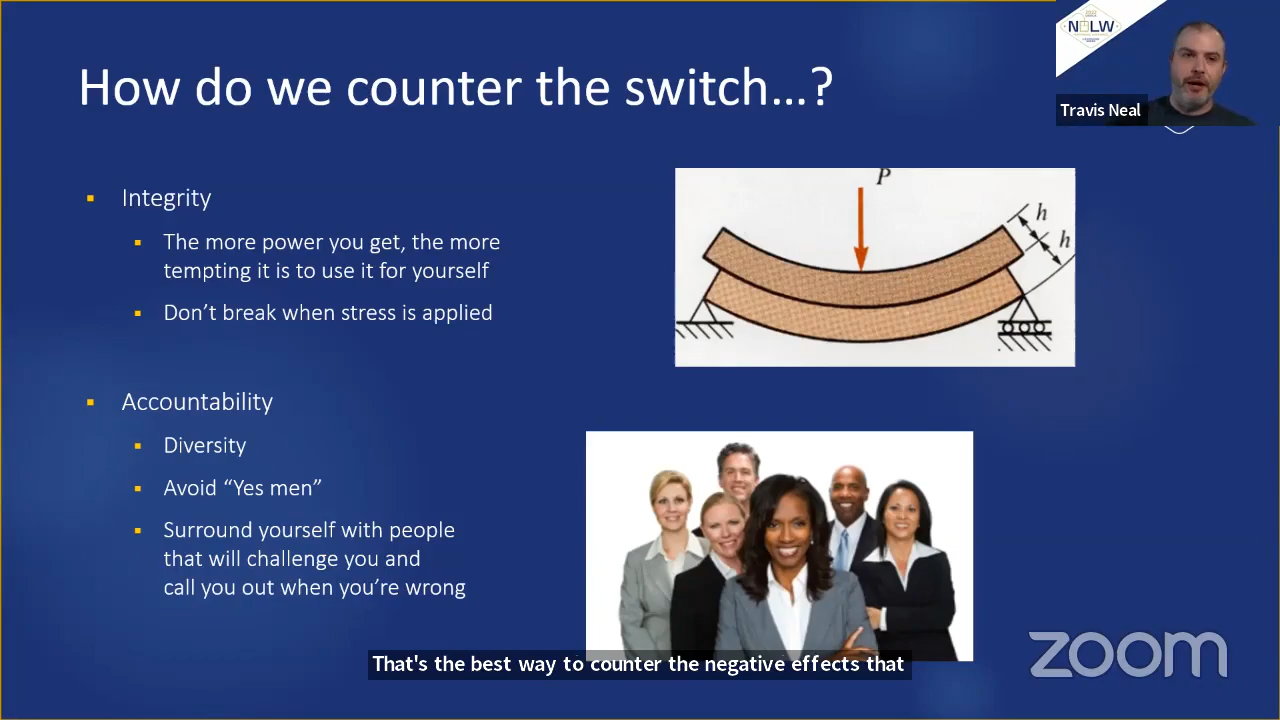 How do we counter the switch...?
NOLW
Travis Neal
▪ Integrity
▪ The more power you get, the more
tempting it is to use it for yourself
▪ Don't break when stress is applied
P
h
h
▪ Accountability
▪ Diversity
▪ Avoid “Yes men”
▪ Surround yourself with people
that will challenge you and
call you out when you're wrong
That's the best way to counter the negative effects that
zoom